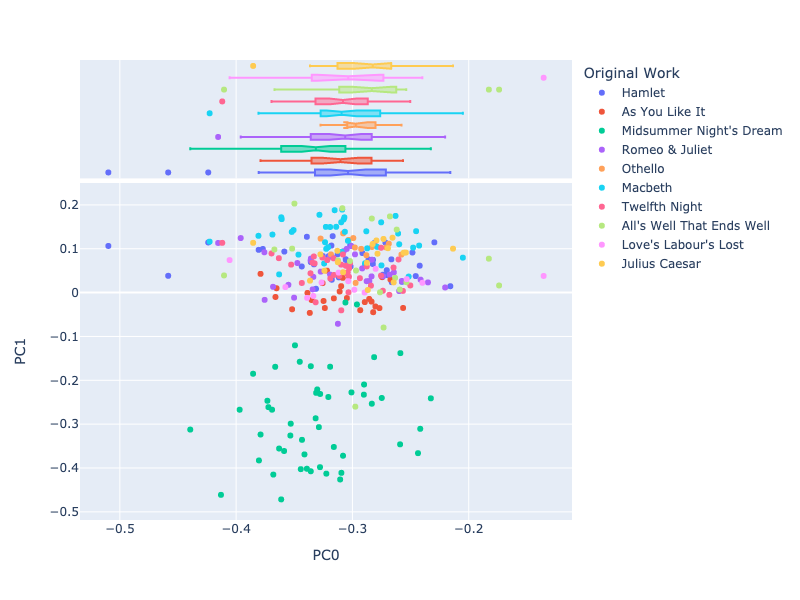 Original Work
Hamlet
As You Like It
Midsummer Night's Dream
Romeo & Juliet
Othello
Macbeth
Twelfth Night
All's Well That Ends Well
Love's Labour's Lost
Julius Caesar
0.2
0.1
0
−0.1
−0.2
−0.3
−0.4
−0.5
PC1
−0.5 −0.4 −0.3 −0.2
PC0